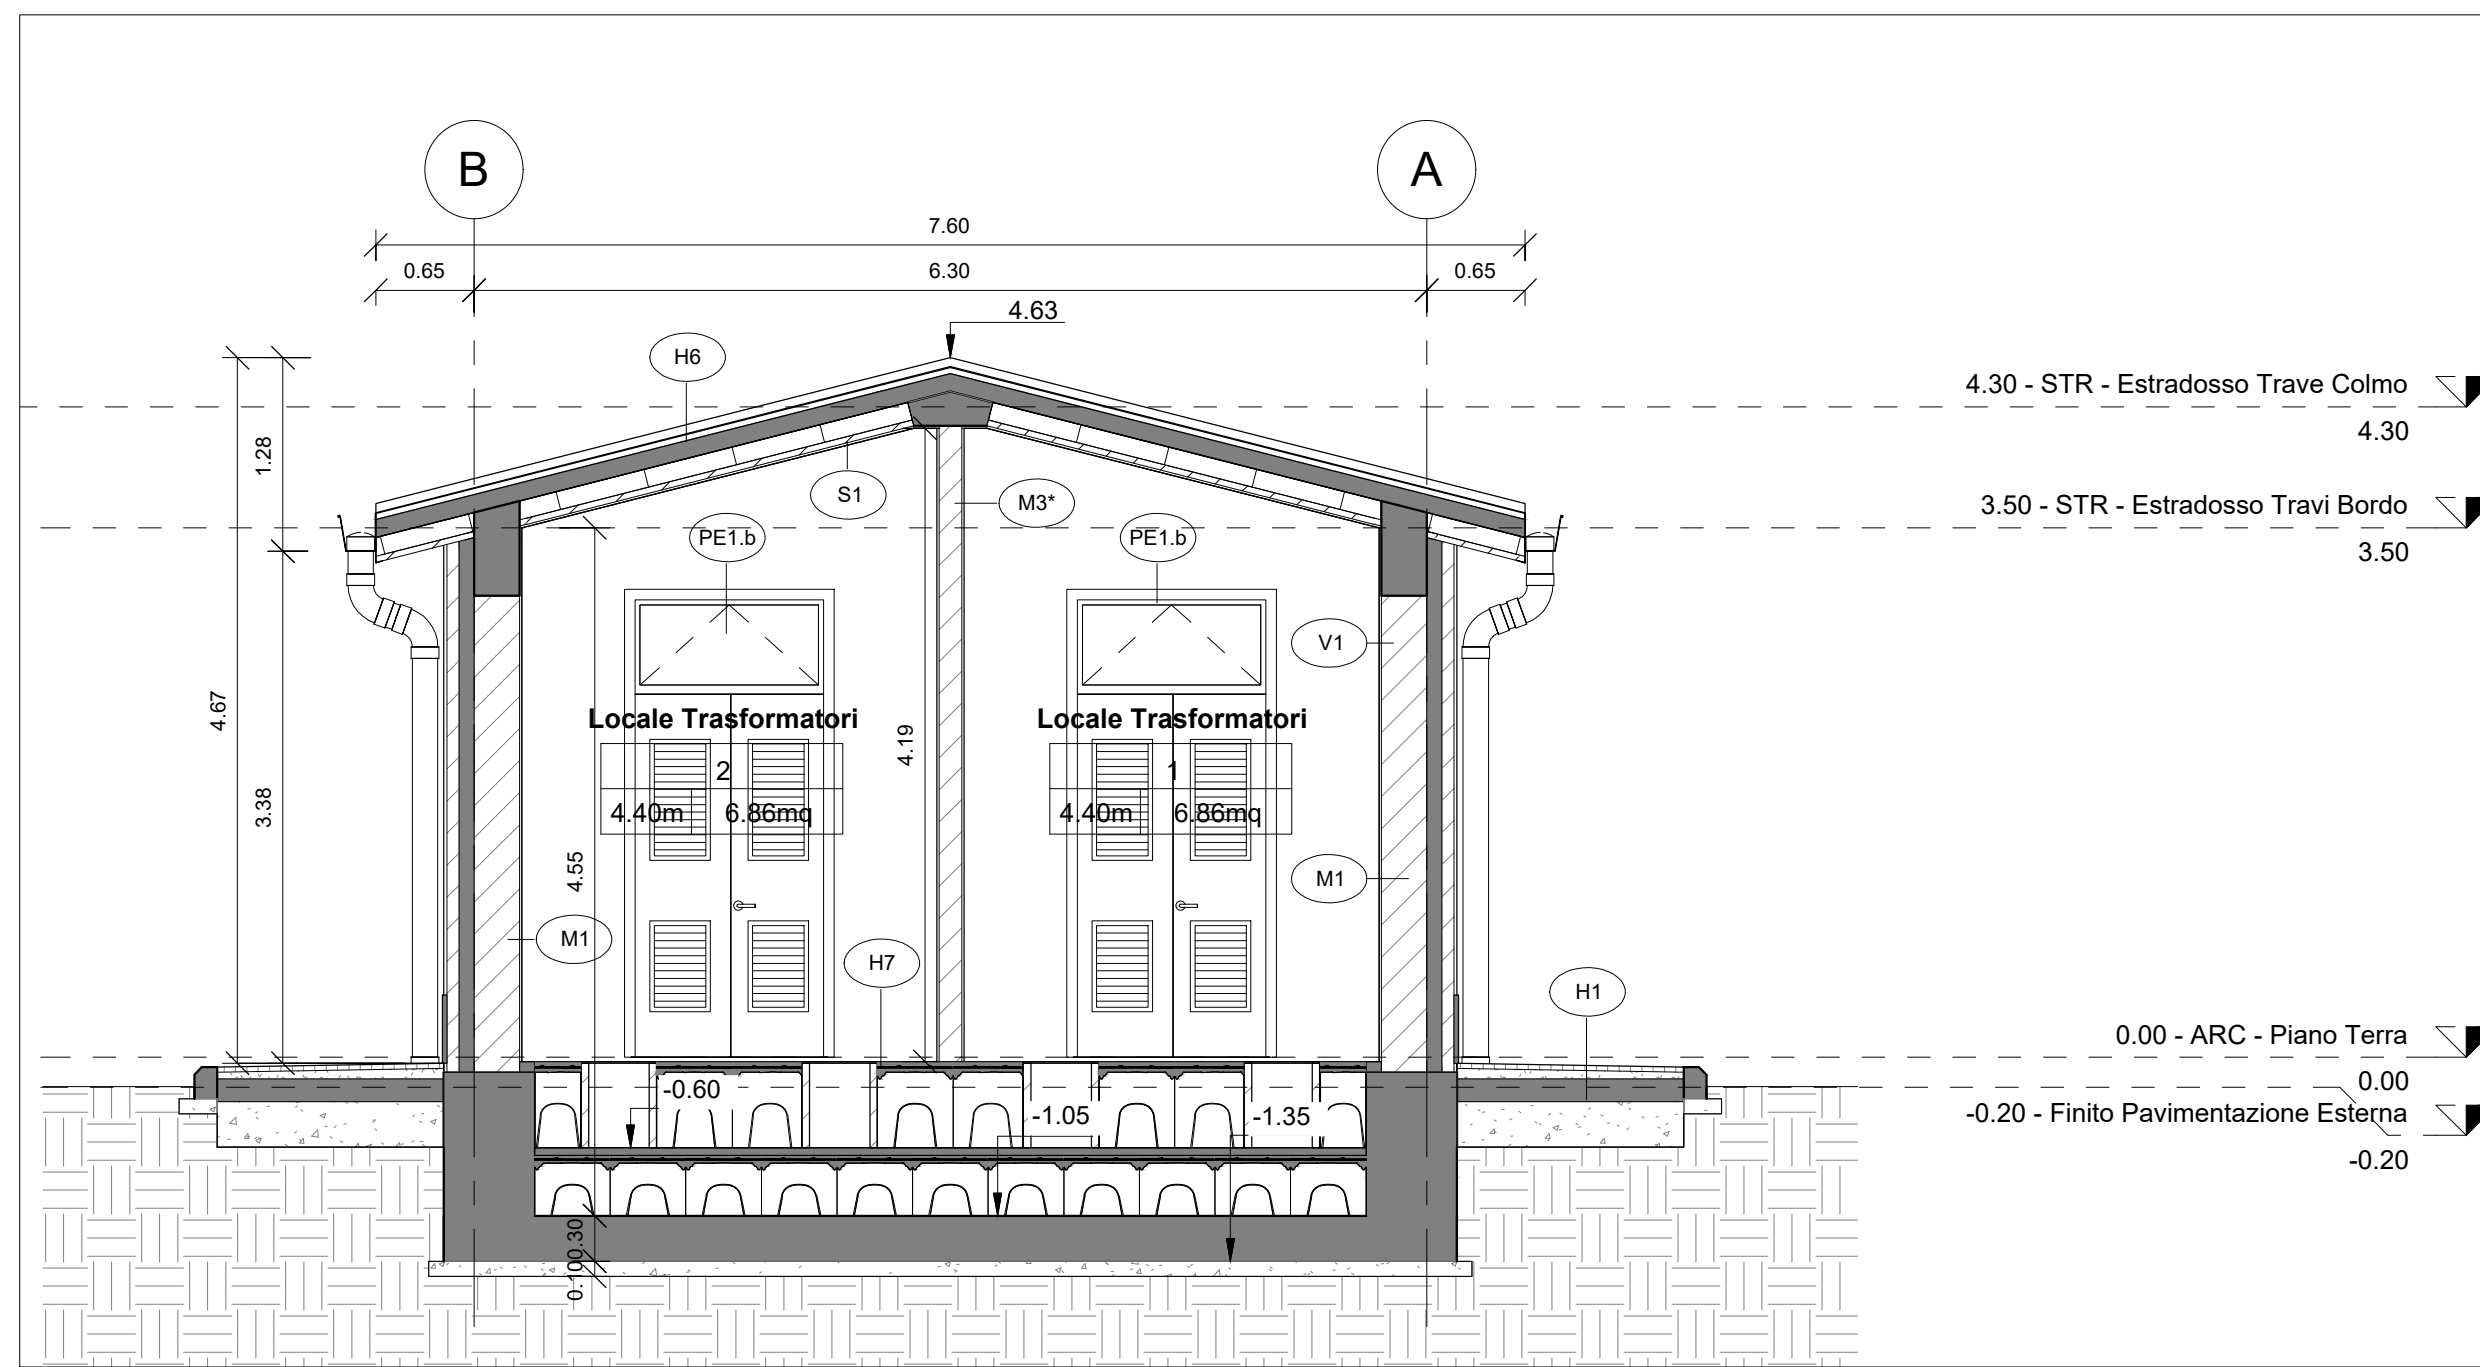 B
A
7.60
0.65
6.30
0.65
4.63
H6
4.30 - STR - Estradosso Trave Colmo
4.30
1.28
S1
M3*
3.50 - STR - Estradosso Travi Bordo
3.50
PE1.b
PE1.b
V1
4.67
Locale Trasformatori
2
4.40m
6.86mq
4.19
Locale Trasformatori
1
4.40m
6.86mq
3.38
4.55
M1
M1
H7
H1
0.00 - ARC - Piano Terra
0.00
-0.60
-1.05
-1.35
-0.20 - Finito Pavimentazione Esterna
-0.20
0.30
0.10